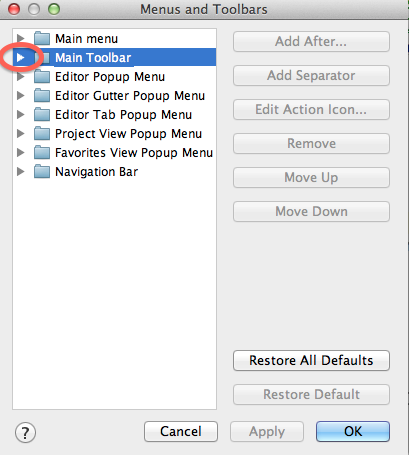 Menus and Toolbars
Main menu
Main Toolbar
Editor Popup Menu
Editor Gutter Popup Menu
Editor Tab Popup Menu
Project View Popup Menu
Favorites View Popup Menu
Navigation Bar
Add After...
Add Separator
Edit Action Icon...
Remove
Move Up
Move Down
Restore All Defaults
Restore Default
?
Cancel
Apply
OK